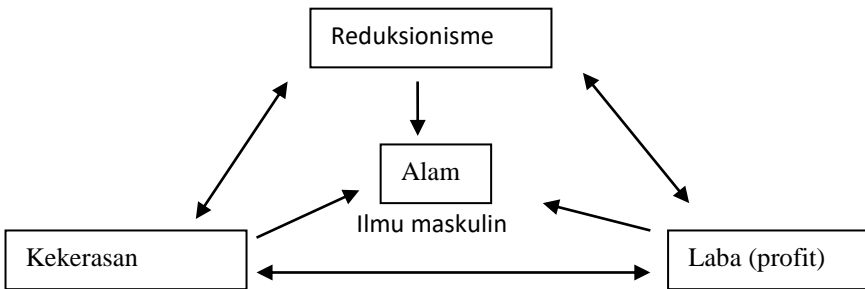 Reduksionisme
Alam
Ilmu maskulin
Kekerasan
Laba (profit)